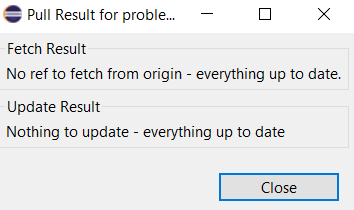 Pull Result for proble...
Fetch Result
No ref to fetch from origin - everything up to date.
Update Result
Nothing to update - everything up to date
Close